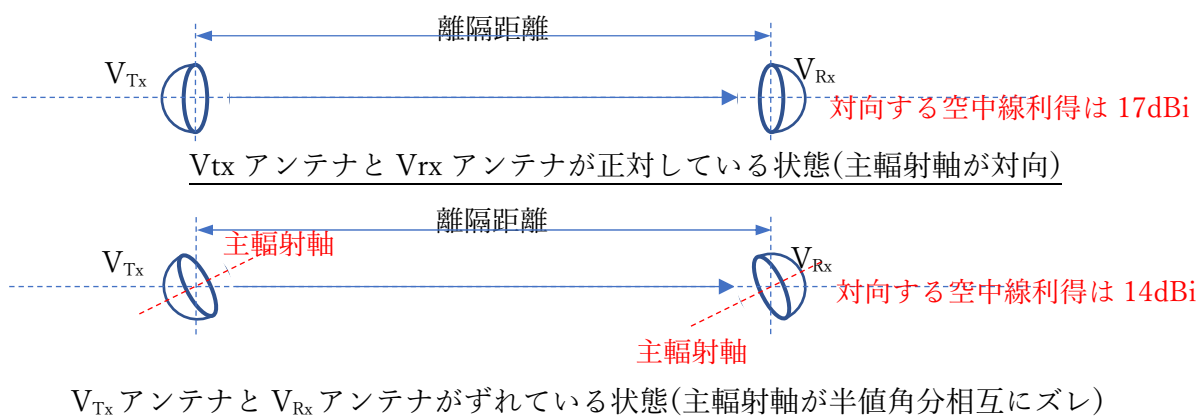 離隔距離
VTx
VRx
対向する空中線利得は 17dBi
Vtx アンテナと Vrx アンテナが正対している状態(主輻射軸が対向)
離隔距離
主輻射軸
VTx
VRx
対向する空中線利得は 14dBi
主輻射軸
VTx アンテナと VRx アンテナがずれている状態(主輻射軸が半値角分相互にズレ)